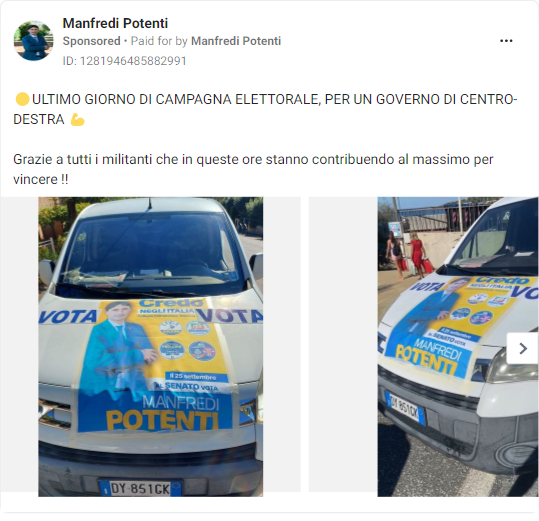 Manfredi Potenti
Sponsored • Paid for by Manfredi Potenti
ID: 1281946485882991
ULTIMO GIORNO DI CAMPAGNA ELETTORALE, PER UN GOVERNO DI CENTRO-
DESTRA
Grazie a tutti i militanti che in queste ore stanno contribuendo al massimo per
vincere !!
Credo
NEGLI ITALIANI
VOTA VOTA
Il 25 settembre
AL SENATO VOTA
MANFREDI
POTENTI
DY 851CK
Credo
NEGLI ITALIA
VOTA VOTA
Il 25 settembre
AL SENATO VOTA
MANFREDI
POTENTI
DY 851CK